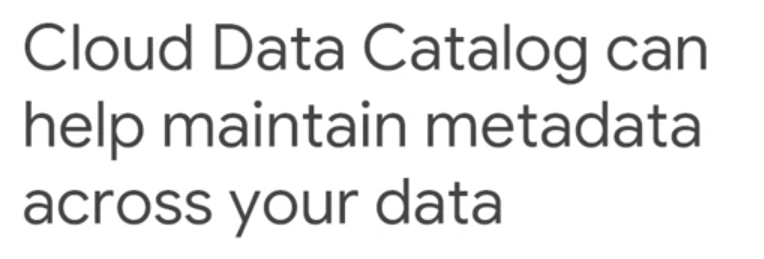 Cloud Data Catalog can
help maintain metadata
across your data